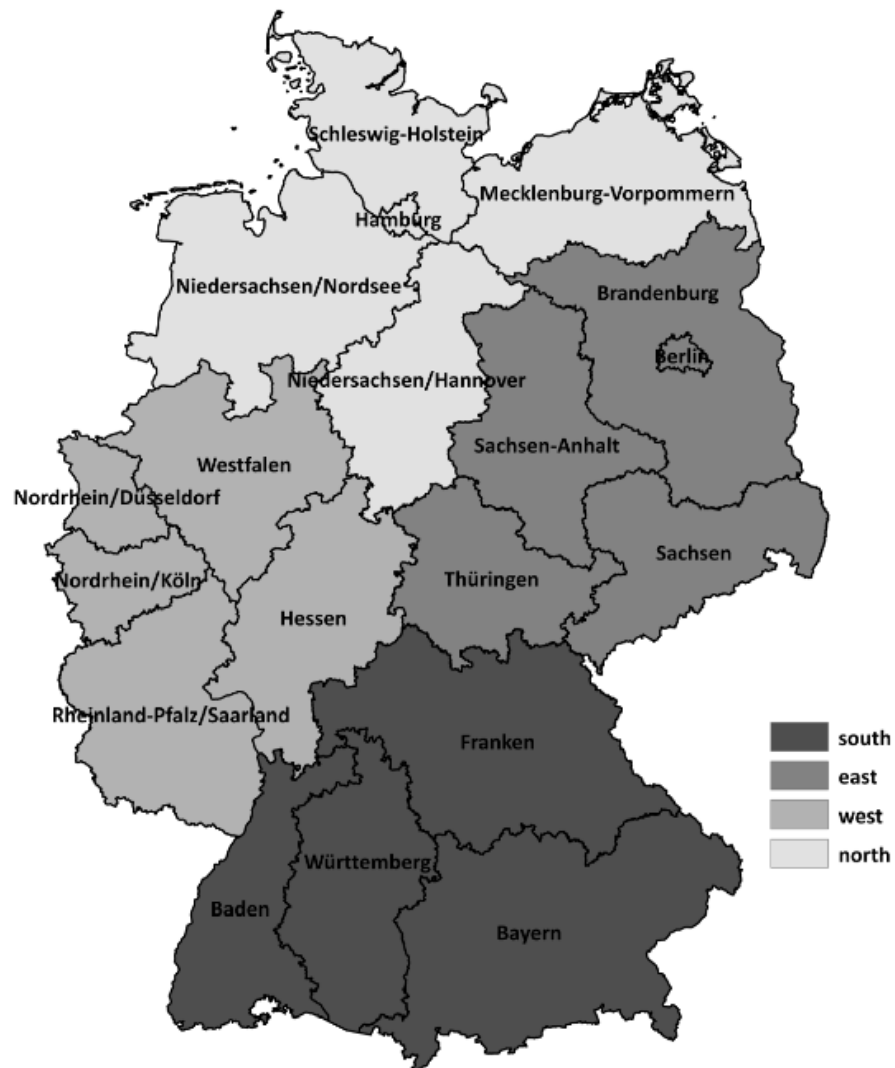 Schleswig-Holstein
Mecklenburg-Vorpommern
Hamburg
Niedersachsen/Nordsee
Brandenburg
Berlin
Niedersachsen/Hannover
Sachsen-Anhalt
Westfalen
Nordrhein/Düsseldorf
Sachsen
Nordrhein/Köln
Thüringen
Hessen
Rheinland-Pfalz/Saarland
Franken
south
east
west
north
Württemberg
Baden
Bayern